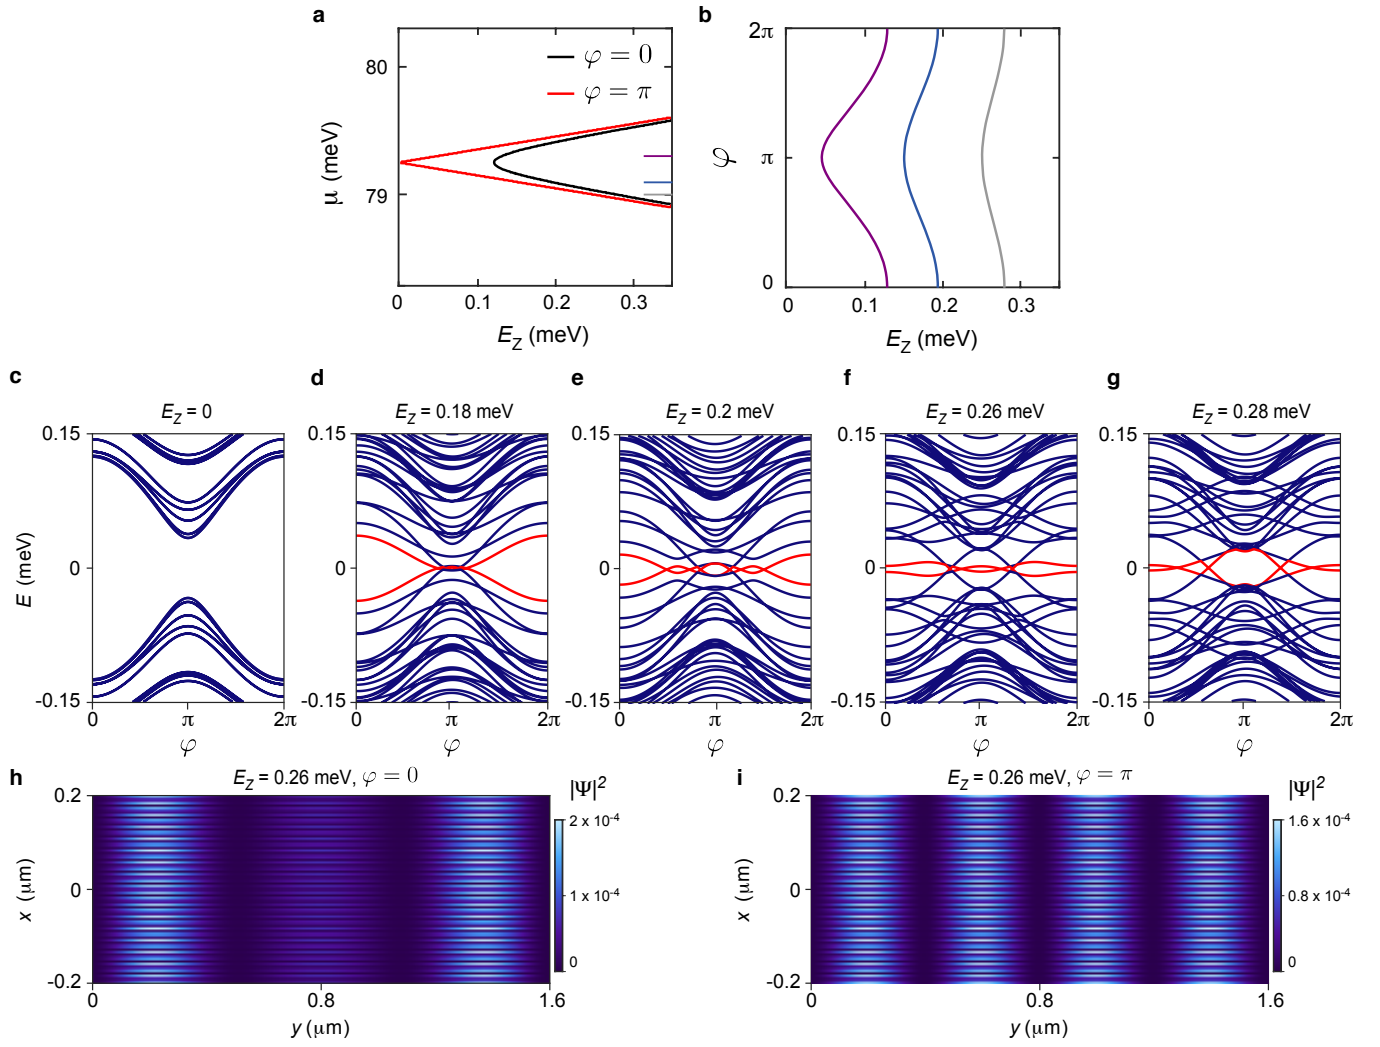 a
80
79
μ (meV)
φ = 0
φ = π
0
0.1
0.2
0.3
E_Z (meV)
b
2π
π
0
φ
0
0.1
0.2
0.3
E_Z (meV)
c
E_Z = 0
0.15
0
-0.15
E (meV)
0
π
2π
φ
d
E_Z = 0.18 meV
0.15
0
-0.15
0
π
2π
φ
e
E_Z = 0.2 meV
0.15
0
-0.15
0
π
2π
φ
f
E_Z = 0.26 meV
0.15
0
-0.15
0
π
2π
φ
g
E_Z = 0.28 meV
0.15
0
-0.15
0
π
2π
φ
h
E_Z = 0.26 meV, φ = 0
|Ψ|²
0.2
0
-0.2
x (μm)
0
0.8
1.6
y (μm)
2 x 10⁻⁴
1 x 10⁻⁴
0
i
E_Z = 0.26 meV, φ = π
|Ψ|²
0.2
0
-0.2
x (μm)
0
0.8
1.6
y (μm)
1.6 x 10⁻⁴
0.8 x 10⁻⁴
0